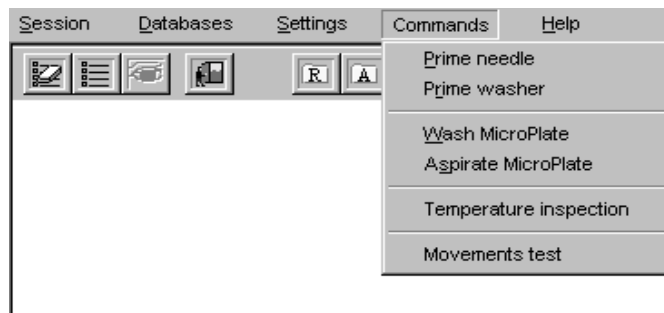 Session Databases Settings Commands Help
R A
Prime needle
Prime washer
Wash MicroPlate
Aspirate MicroPlate
Temperature inspection
Movements test